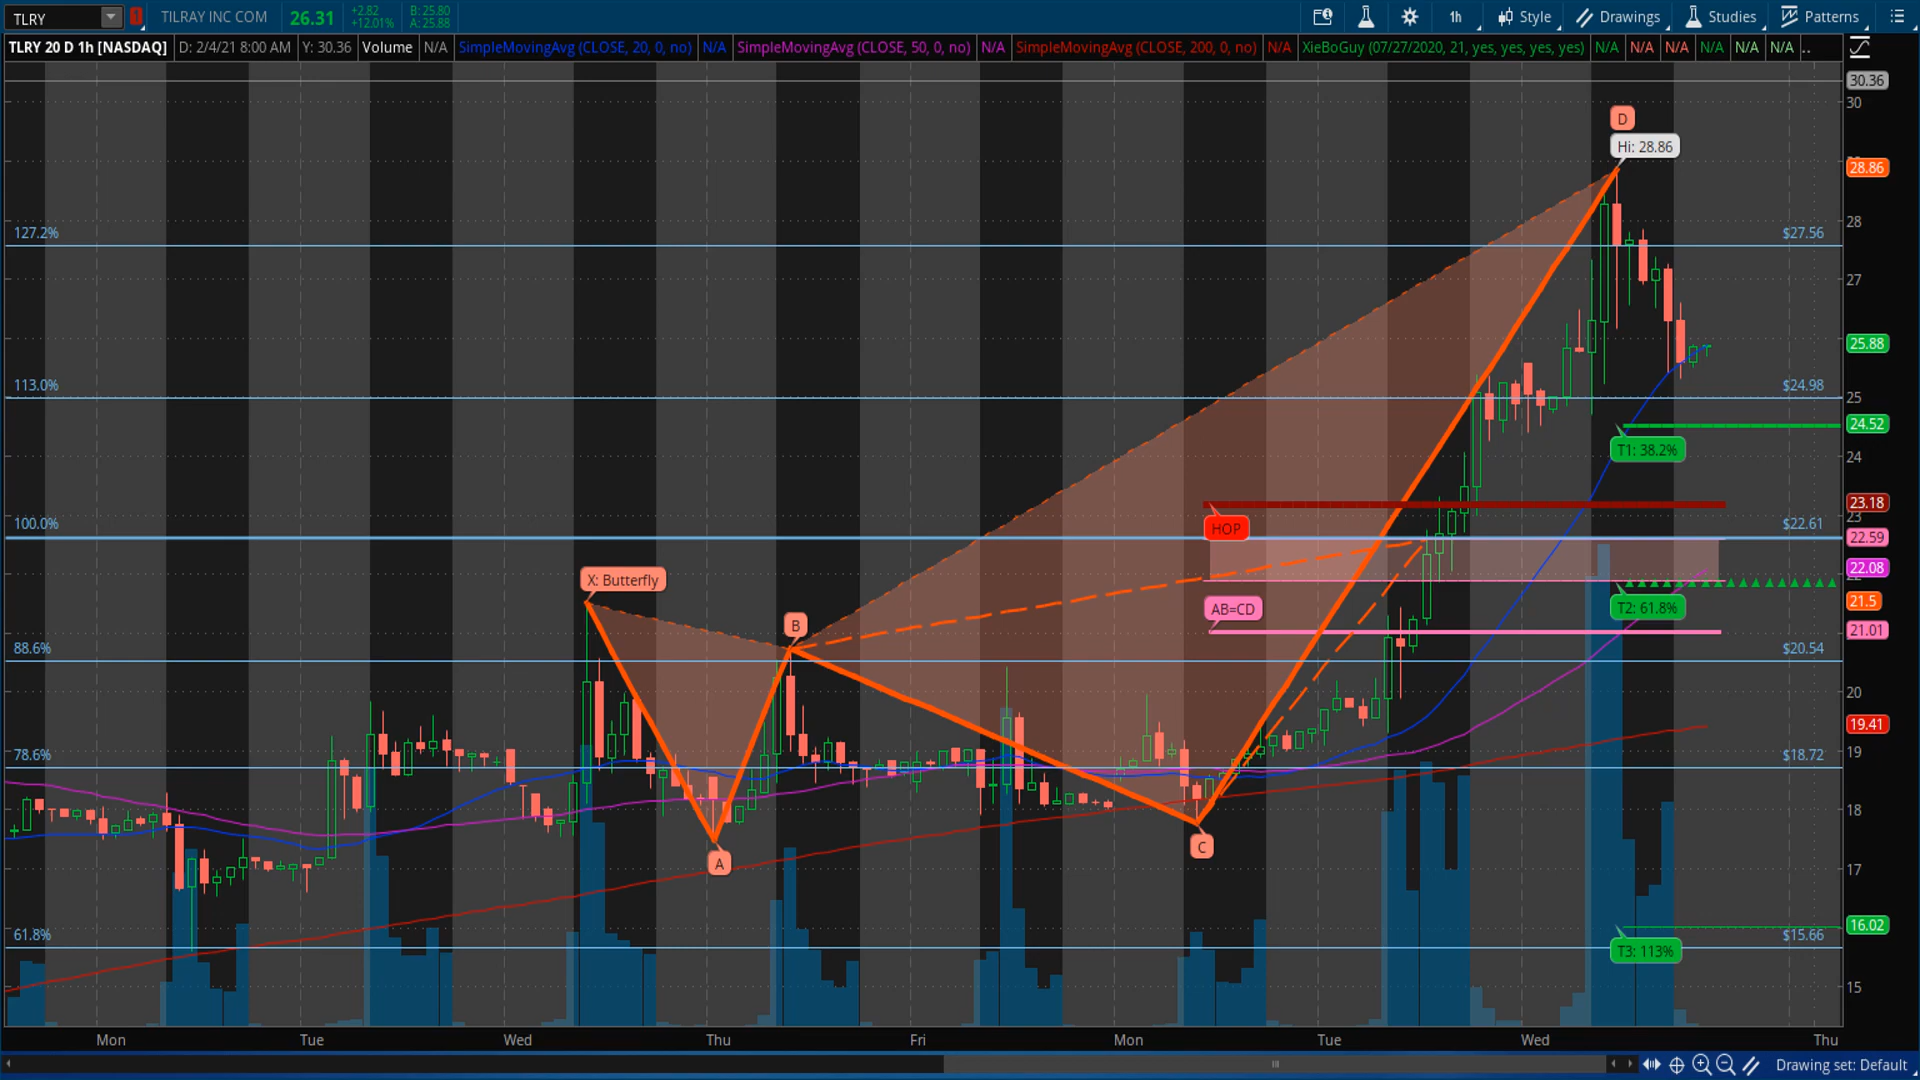 TLRY 1 TILRAY INC COM 26.31 +2.82 +12.01% B: 25.80 A: 25.88 1h Style Drawings Studies Patterns
TLRY 20 D 1h [NASDAQ] D: 2/4/21 8:00 AM Y: 30.36 Volume N/A SimpleMovingAvg (CLOSE, 20, 0, no) N/A SimpleMovingAvg (CLOSE, 50, 0, no) N/A SimpleMovingAvg (CLOSE, 200, 0, no) N/A XieBoGuy (07/27/2020, 21, yes, yes, yes, yes) N/A N/A N/A N/A N/A N/A ..
30.36
30
D
Hi: 28.86
28.86
28
127.2% $27.56
27
25.88
113.0% $24.98
25
24.52
T1: 38.2%
24
23.18
23
HOP
100.0% $22.61
22.59
22.08
22
X: Butterfly
21.5
AB=CD
T2: 61.8%
B
21.01
88.6% $20.54
20
19.41
19
78.6% $18.72
18
C
A
17
16.02
61.8% $15.66
T3: 113%
15
Mon Tue Wed Thu Fri Mon Tue Wed Thu
Drawing set: Default